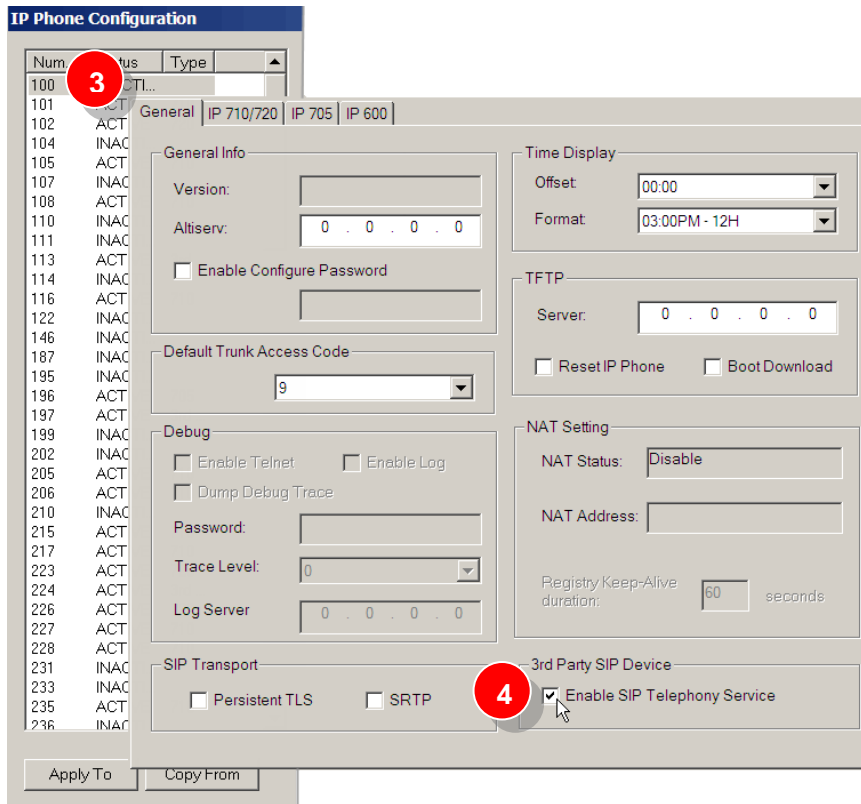 IP Phone Configuration
Num. tus Type
100 CTI...
101 ACT
102 ACT
104 INAC
105 ACT
107 INAC
108 ACT
110 INAC
111 INAC
113 ACT
114 INAC
116 ACT
122 INAC
146 INAC
187 INAC
195 INAC
196 ACT
197 ACT
199 INAC
202 INAC
205 ACT
206 ACT
210 INAC
215 ACT
217 ACT
223 ACT
224 ACT
226 ACT
227 ACT
228 ACT
231 INAC
233 INAC
235 ACT
236 INAC
Apply To Copy From
3
General IP 710/720 IP 705 IP 600
General Info
Version:
Altiserv: 0 . 0 . 0 . 0
Enable Configure Password
Default Trunk Access Code
9
Debug
Enable Telnet Enable Log
Dump Debug Trace
Password:
Trace Level: 0
Log Server 0 . 0 . 0 . 0
SIP Transport
Persistent TLS SRTP
Time Display
Offset: 00:00
Format: 03:00PM - 12H
TFTP
Server: 0 . 0 . 0 . 0
Reset IP Phone Boot Download
NAT Setting
NAT Status: Disable
NAT Address:
Registry Keep-Alive
duration: 60 seconds
3rd Party SIP Device
4
Enable SIP Telephony Service